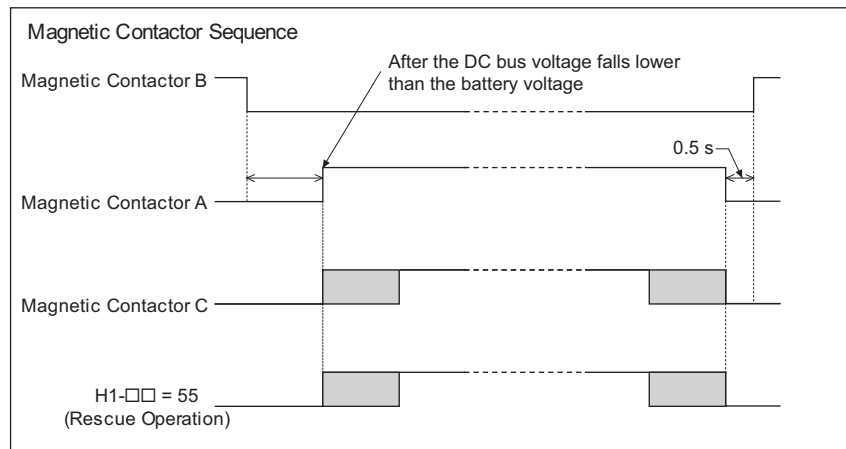 Magnetic Contactor Sequence
After the DC bus voltage falls lower
than the battery voltage
Magnetic Contactor B
0.5 s
Magnetic Contactor A
Magnetic Contactor C
H1-□□ = 55
(Rescue Operation)